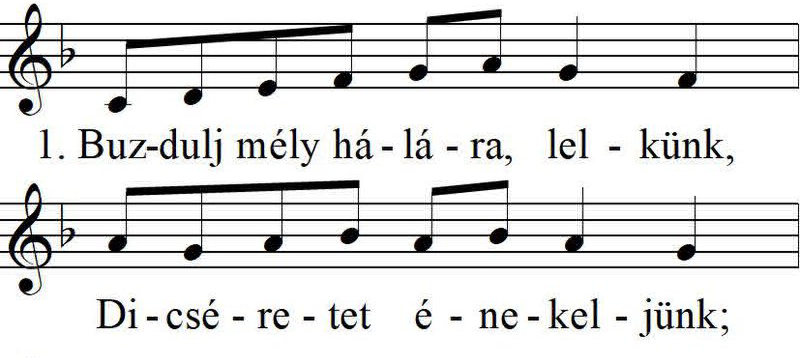 1. Buz-dulj mély há - lá - ra, lel - künk,
Di - csé - re - tet é - ne - kel - jünk;